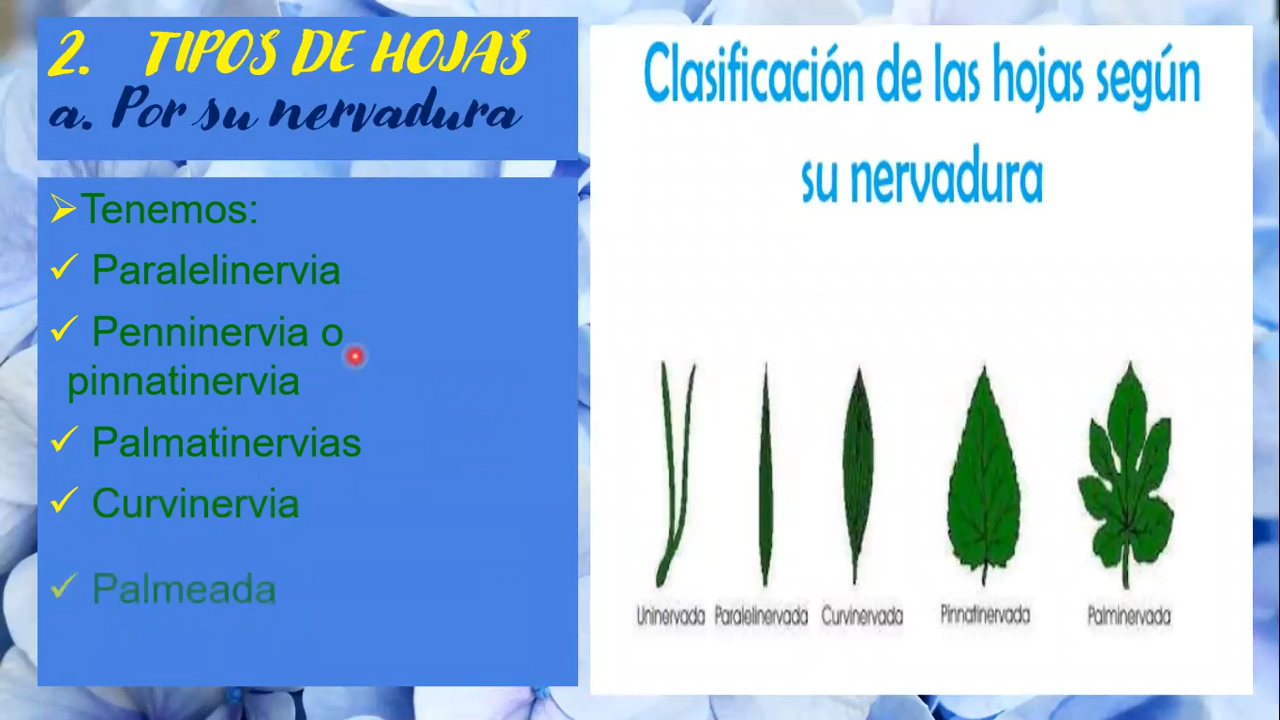 2. TIPOS DE HOJAS
a. Por su nervadura
Tenemos:
Paralelinervia
Penninervia o
pinnatinervia
Palmatinervias
Curvinervia
Palmeada
Clasificación de las hojas según
su nervadura
Uninervada Paralelinervada Curvinervada Pinnatinervada Palminervada